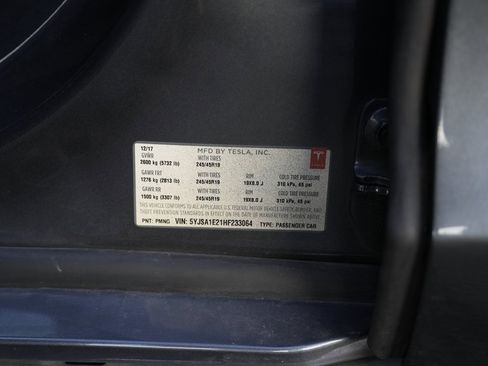 12/17 MFD BY TESLA, INC.
GVWR WITH TIRES
2600 kg (5732 lb) 245/45R19
GAWR FRT WITH TIRES RIM COLD TIRE PRESSURE
1276 kg (2813 lb) 245/45R19 19X8.0 J 310 kPa, 45 psi
GAWR RR WITH TIRES RIM COLD TIRE PRESSURE
1500 kg (3307 lb) 245/45R19 19X8.0 J 310 kPa, 45 psi
THIS VEHICLE CONFORMS TO ALL APPLICABLE U.S. FEDERAL MOTOR VEHICLE SAFETY, BUMPER, AND
THEFT PREVENTION STANDARDS IN EFFECT ON THE DATE OF MANUFACTURE SHOWN ABOVE.
PNT: PMNG VIN: 5YJSA1E21HF233064 TYPE: PASSENGER CAR